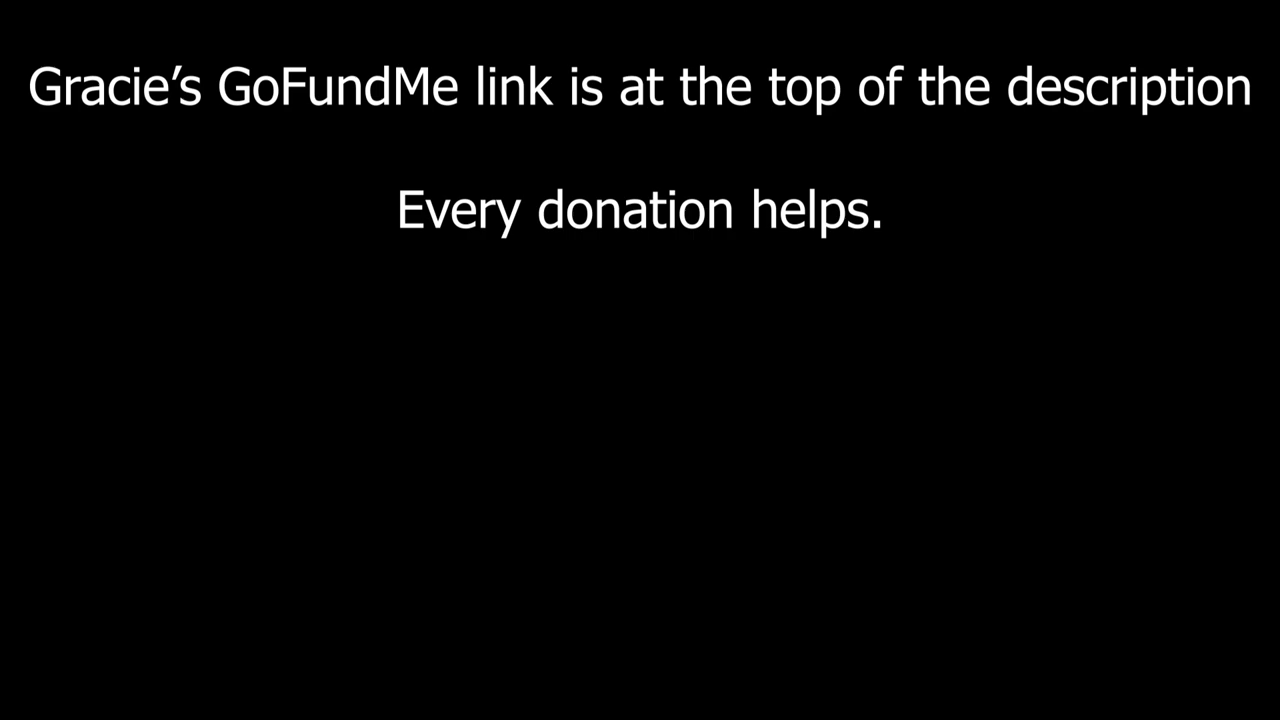 Gracie’s GoFundMe link is at the top of the description
Every donation helps.